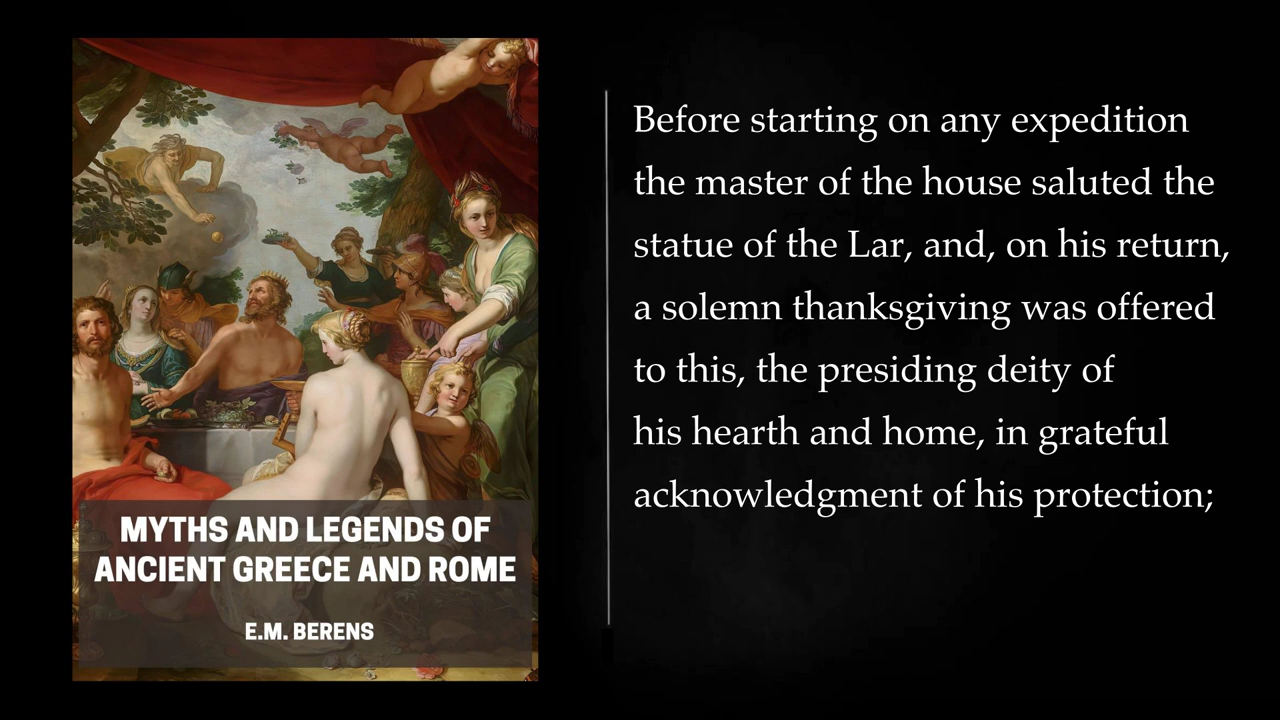 MYTHS AND LEGENDS OF
ANCIENT GREECE AND ROME
E.M. BERENS
Before starting on any expedition
the master of the house saluted the
statue of the Lar, and, on his return,
a solemn thanksgiving was offered
to this, the presiding deity of
his hearth and home, in grateful
acknowledgment of his protection;